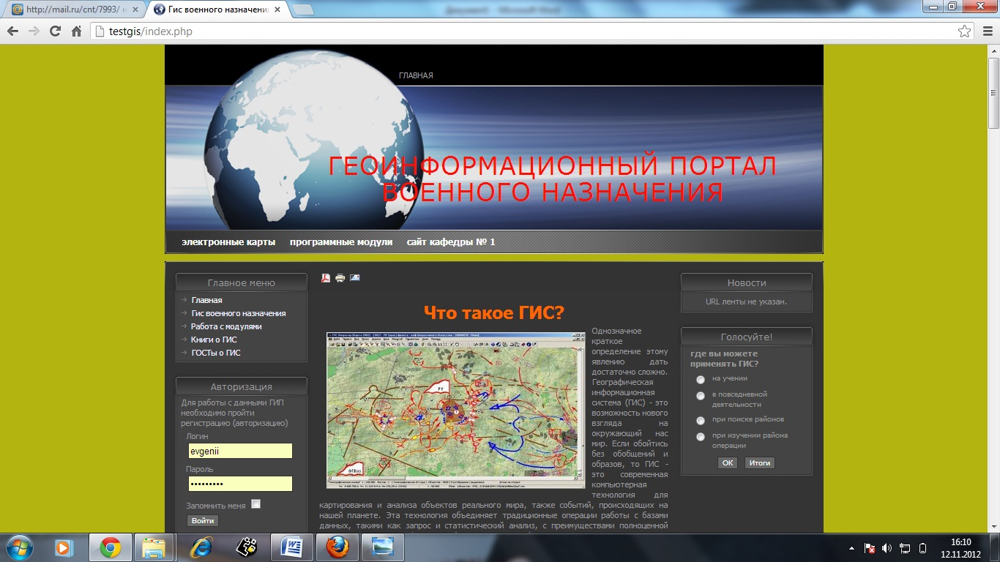 http://mail.ru/cnt/7993/
Гис военного назначения
testgis/index.php
ГЛАВНАЯ
ГЕОИНФОРМАЦИОННЫЙ ПОРТАЛ
ВОЕННОГО НАЗНАЧЕНИЯ
электронные карты программные модули сайт кафедры № 1
Главное меню
Главная
Гис военного назначения
Работа с модулями
Книги о ГИС
ГОСТы о ГИС
Авторизация
Для работы с данными ГИП
необходимо пройти
регистрацию (авторизацию)
Логин
evgenii
Пароль
Запомнить меня
Войти
Что такое ГИС?
Однозначное
краткое
определение этому
явлению дать
достаточно сложно.
Географическая
информационная
система (ГИС) - это
возможность нового
взгляда на
окружающий нас
мир. Если обойтись
без обобщений и
образов, то ГИС -
это современная
компьютерная
технология для
картирования и анализа объектов реального мира, также событий, происходящих на
нашей планете. Эта технология объединяет традиционные операции работы с базами
данных, такими как запрос и статистический анализ, с преимуществами полноценной
РУ
Новости
URL ленты не указан.
Голосуйте!
где вы можете
применять ГИС?
на учении
в повседневной
деятельности
при поиске районов
при изучении района
операции
ОК Итоги
16:10
12.11.2012